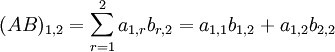 (AB)_{1,2} = \sum_{r=1}^{2} a_{1,r}b_{r,2} = a_{1,1}b_{1,2} + a_{1,2}b_{2,2}